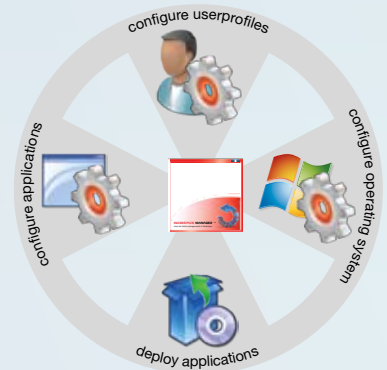 configure userprofiles
configure applications
configure operating system
deploy applications